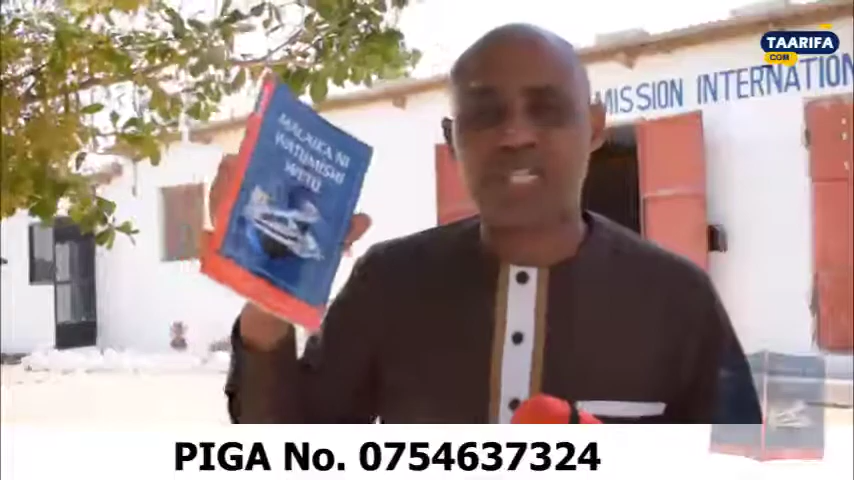 TAARIFA
COM
MISSION INTERNATION
MALAIKA NI
WATUMISHI
WETU
PIGA No. 0754637324